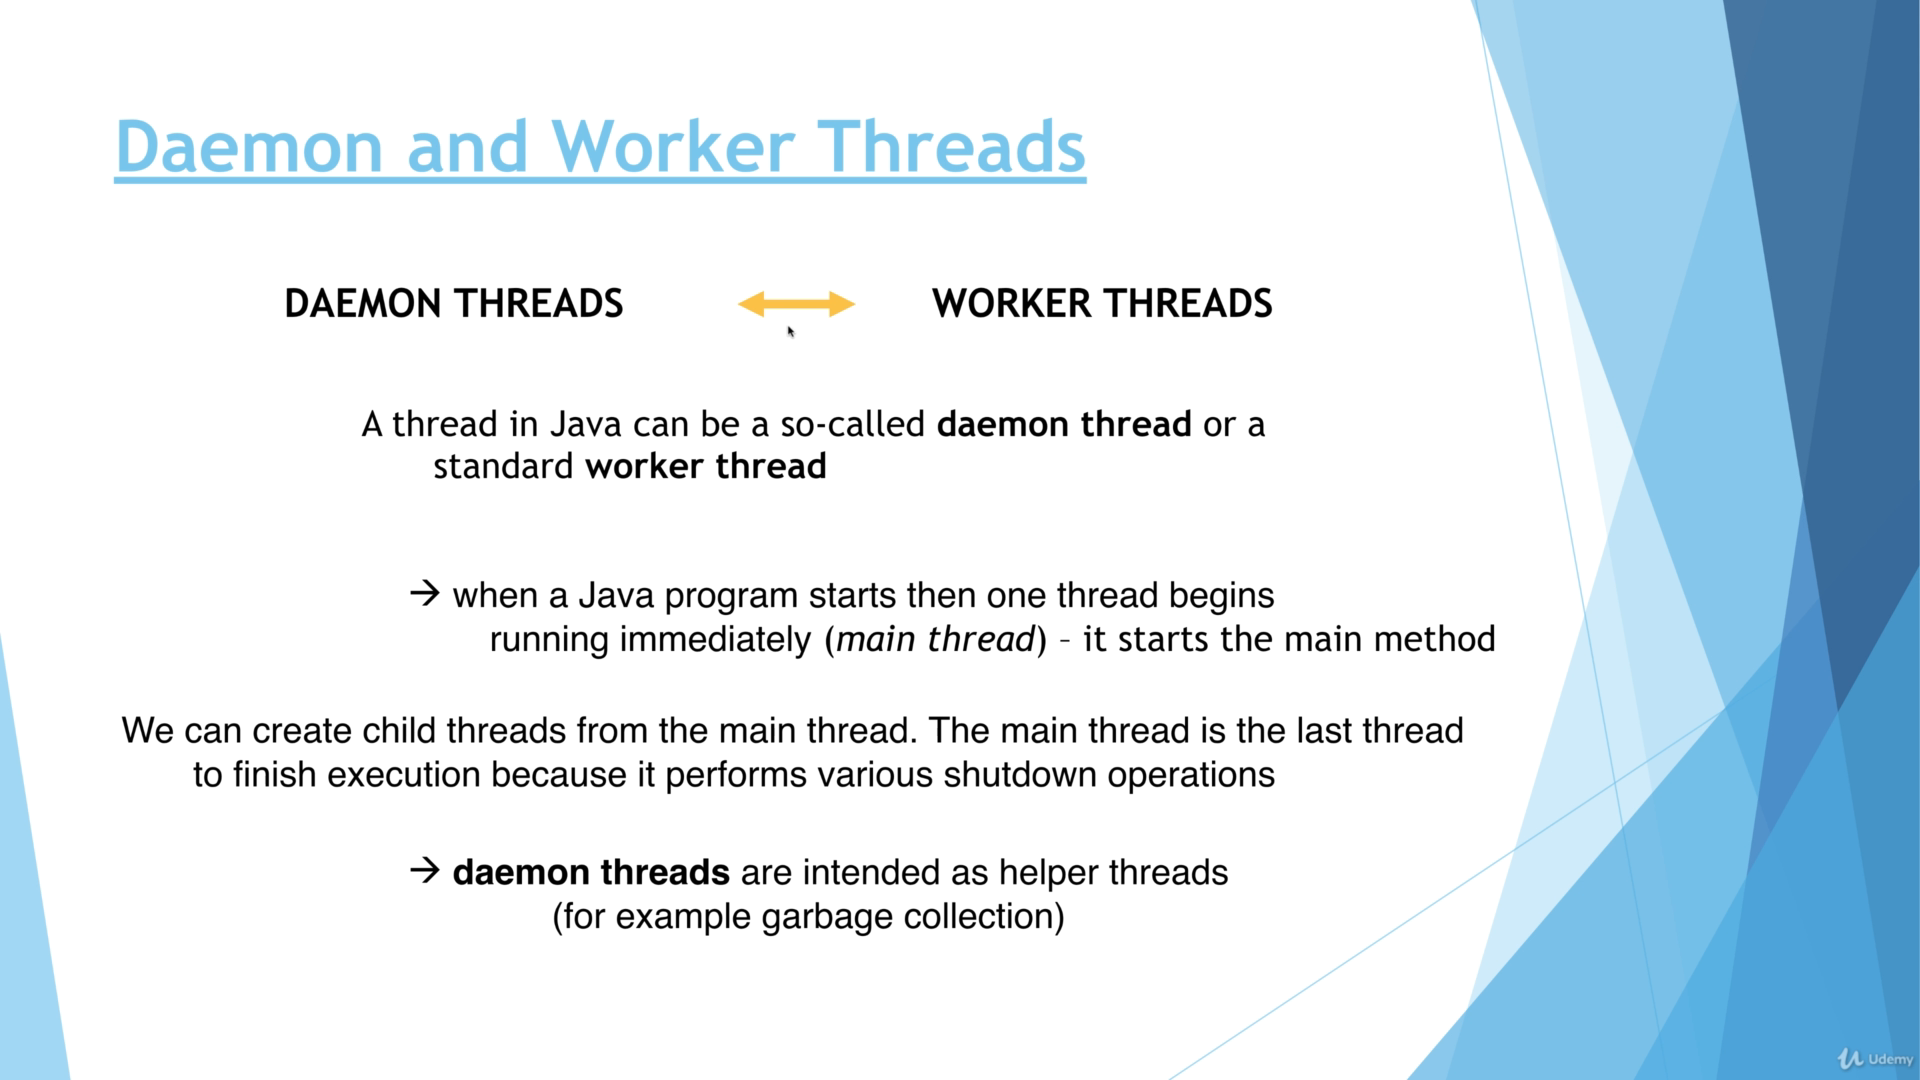 Daemon and Worker Threads
DAEMON THREADS
WORKER THREADS
A thread in Java can be a so-called daemon thread or a
standard worker thread
→ when a Java program starts then one thread begins
running immediately (main thread) – it starts the main method
We can create child threads from the main thread. The main thread is the last thread
to finish execution because it performs various shutdown operations
→ daemon threads are intended as helper threads
(for example garbage collection)
Udemy